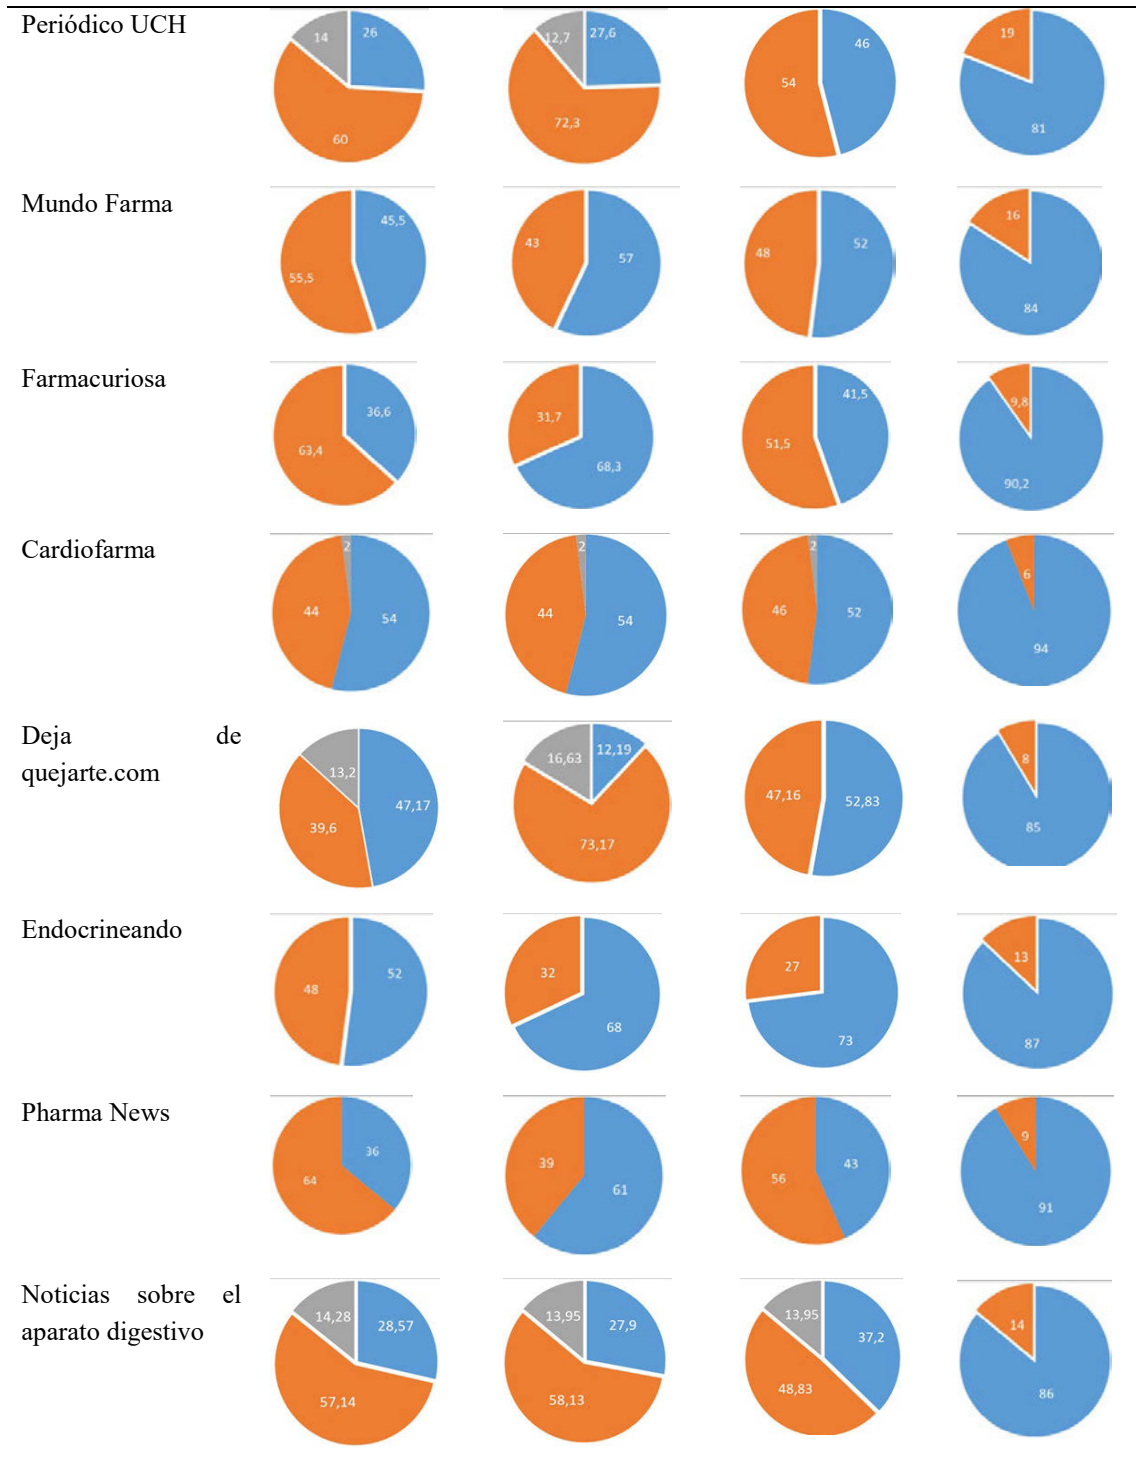 Periódico UCH
14 26 60
12,7 27,6 72,3
46 54
19 81
Mundo Farma
45,5 55,5
43 57
48 52
16 84
Farmacuriosa
36,6 63,4
31,7 68,3
41,5 51,5
9,8 90,2
Cardiofarma
2 44 54
2 44 54
2 46 52
6 94
Deja de
quejarte.com
13,2 47,17 39,6
16,63 12,19 73,17
47,16 52,83
8 85
Endocrineando
48 52
32 68
27 73
13 87
Pharma News
36 64
39 61
43 56
9 91
Noticias sobre el
aparato digestivo
14,28 28,57 57,14
13,95 27,9 58,13
13,95 37,2 48,83
14 86